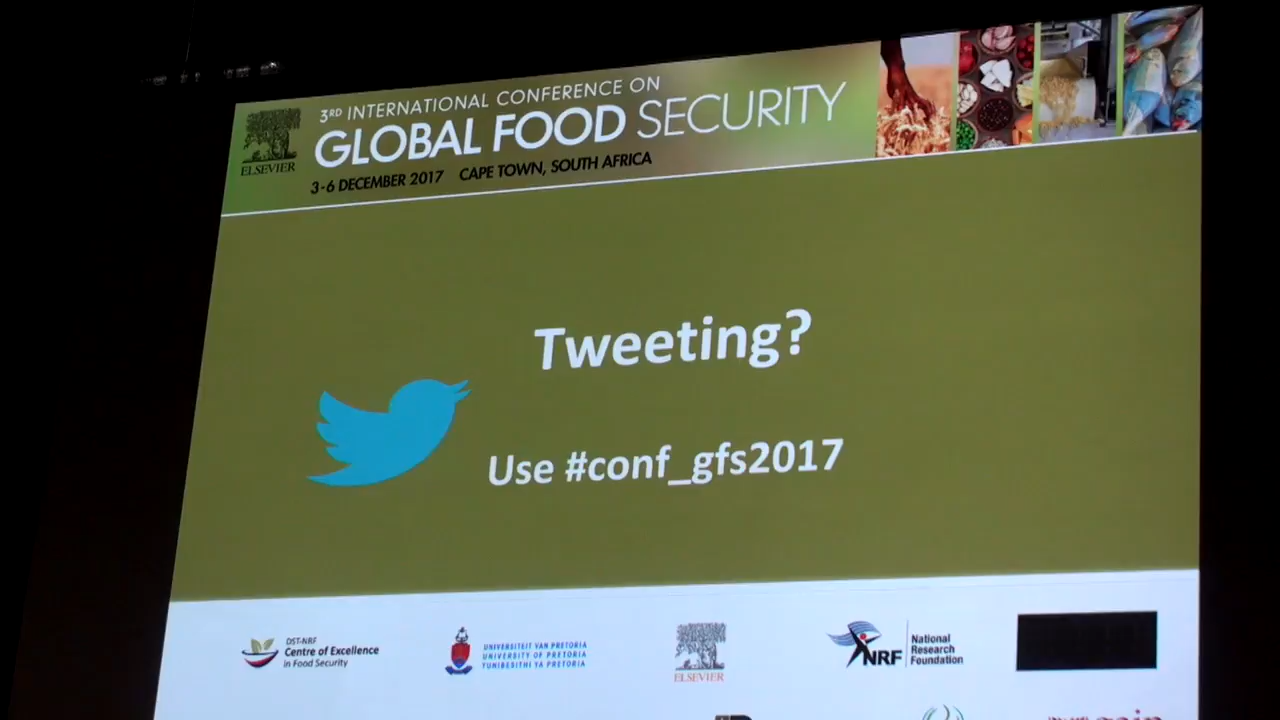 3RD INTERNATIONAL CONFERENCE ON
GLOBAL FOOD SECURITY
3-6 DECEMBER 2017 CAPE TOWN, SOUTH AFRICA
ELSEVIER
Tweeting?
Use #conf_gfs2017
DST-NRF
Centre of Excellence
in Food Security
UNIVERSITEIT VAN PRETORIA
UNIVERSITY OF PRETORIA
YUNIBESITHI YA PRETORIA
ELSEVIER
NRF
National
Research
Foundation